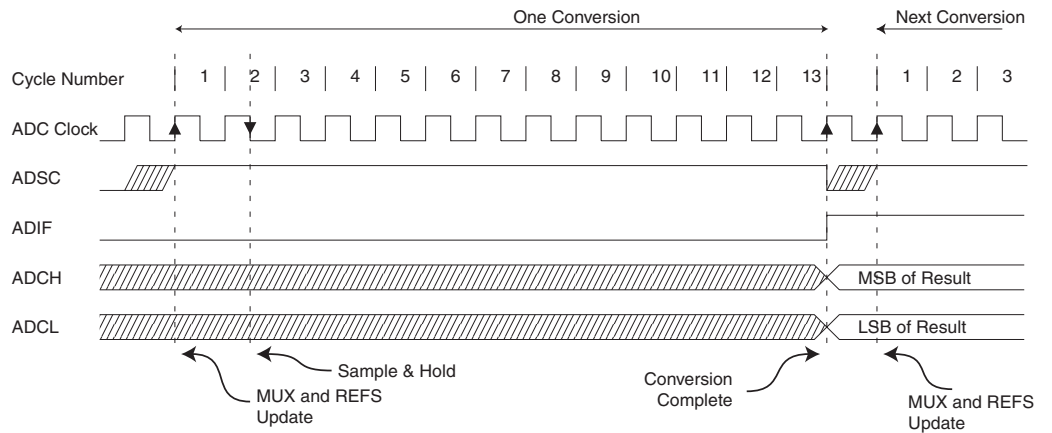 One Conversion
Next Conversion
Cycle Number
1 2 3 4 5 6 7 8 9 10 11 12 13 1 2 3
ADC Clock
ADSC
ADIF
ADCH
MSB of Result
ADCL
LSB of Result
Sample & Hold
MUX and REFS
Update
Conversion
Complete
MUX and REFS
Update